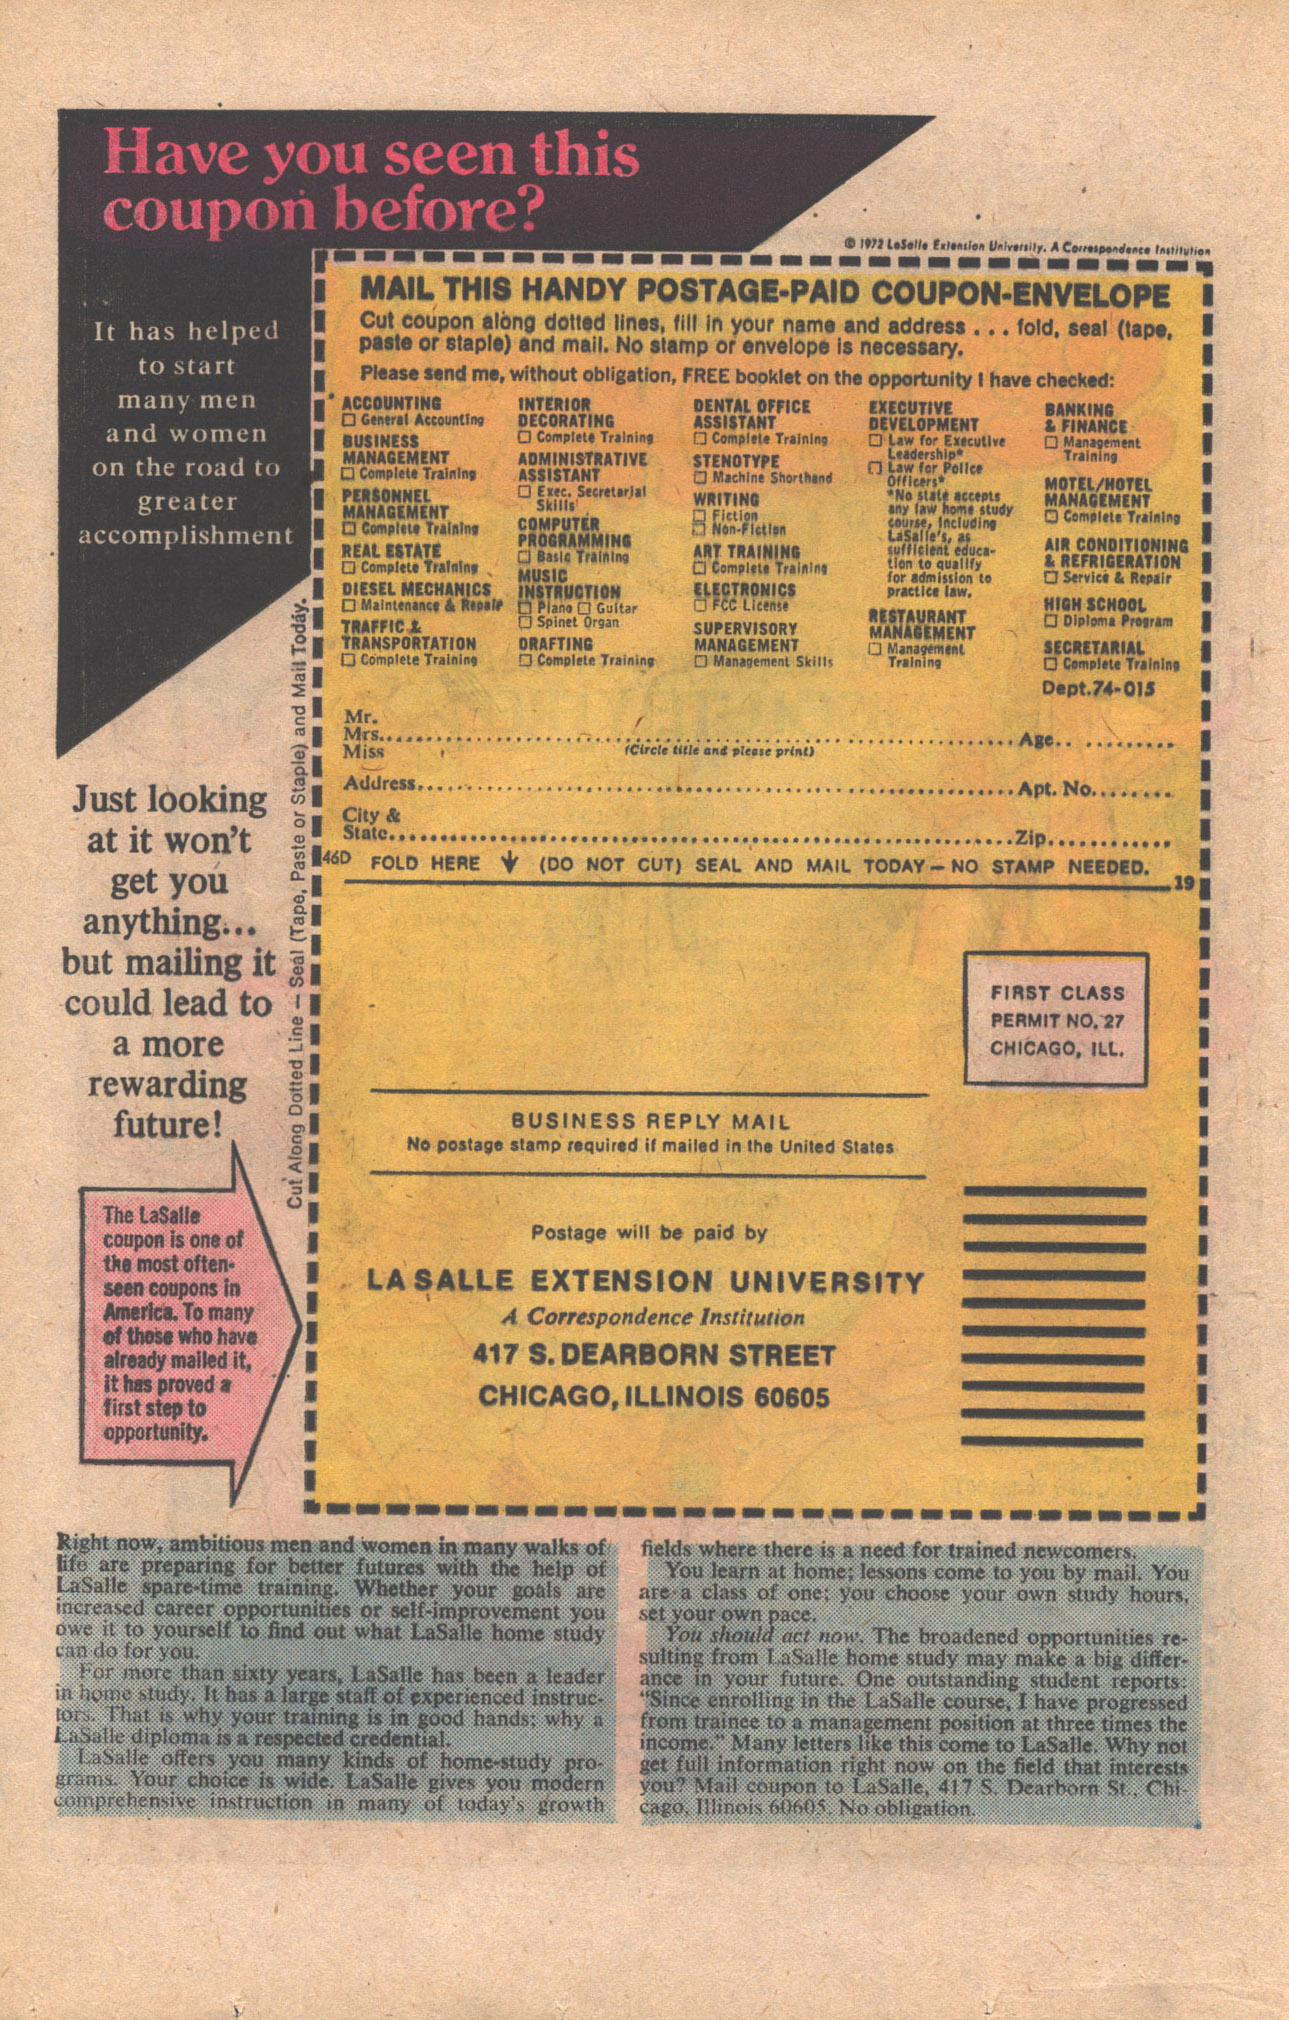 Have you seen this
coupon before?
© 1972 LaSalle Extension University. A Correspondence Institution
It has helped
to start
many men
and women
on the road to
greater
accomplishment
MAIL THIS HANDY POSTAGE-PAID COUPON-ENVELOPE
Cut coupon along dotted lines, fill in your name and address . . . fold, seal (tape,
paste or staple) and mail. No stamp or envelope is necessary.
Please send me, without obligation, FREE booklet on the opportunity I have checked:
ACCOUNTING
☐ General Accounting
BUSINESS
MANAGEMENT
☐ Complete Training
PERSONNEL
MANAGEMENT
☐ Complete Training
REAL ESTATE
☐ Complete Training
DIESEL MECHANICS
☐ Maintenance & Repair
TRAFFIC &
TRANSPORTATION
☐ Complete Training
INTERIOR
DECORATING
☐ Complete Training
ADMINISTRATIVE
ASSISTANT
☐ Exec. Secretarial
Skills
COMPUTER
PROGRAMMING
☐ Basic Training
MUSIC
INSTRUCTION
☐ Piano ☐ Guitar
☐ Spinet Organ
DRAFTING
☐ Complete Training
DENTAL OFFICE
ASSISTANT
☐ Complete Training
STENOTYPE
☐ Machine Shorthand
WRITING
☐ Fiction
☐ Non-Fiction
ART TRAINING
☐ Complete Training
ELECTRONICS
☐ FCC License
SUPERVISORY
MANAGEMENT
☐ Management Skills
EXECUTIVE
DEVELOPMENT
☐ Law for Executive
Leadership*
☐ Law for Police
Officers*
*No state accepts
any law home study
course, including
LaSalle's, as
sufficient educa-
tion to qualify
for admission to
practice law.
RESTAURANT
MANAGEMENT
☐ Management
Training
BANKING
& FINANCE
☐ Management
Training
MOTEL/HOTEL
MANAGEMENT
☐ Complete Training
AIR CONDITIONING
& REFRIGERATION
☐ Service & Repair
HIGH SCHOOL
☐ Diploma Program
SECRETARIAL
☐ Complete Training
Dept. 74-015
Mr.
Mrs. Age
Miss (Circle title and please print)
Address Apt. No.
City &
State Zip
46D FOLD HERE ↓ (DO NOT CUT) SEAL AND MAIL TODAY — NO STAMP NEEDED.
19
Cut Along Dotted Line – Seal (Tape, Paste or Staple) and Mail Today.
Just looking
at it won't
get you
anything...
but mailing it
could lead to
a more
rewarding
future!
FIRST CLASS
PERMIT NO. 27
CHICAGO, ILL.
BUSINESS REPLY MAIL
No postage stamp required if mailed in the United States
Postage will be paid by
LA SALLE EXTENSION UNIVERSITY
A Correspondence Institution
417 S. DEARBORN STREET
CHICAGO, ILLINOIS 60605
The LaSalle
coupon is one of
the most often-
seen coupons in
America. To many
of those who have
already mailed it,
it has proved a
first step to
opportunity.
Right now, ambitious men and women in many walks of
life are preparing for better futures with the help of
LaSalle spare-time training. Whether your goals are
increased career opportunities or self-improvement you
owe it to yourself to find out what LaSalle home study
can do for you.
For more than sixty years, LaSalle has been a leader
in home study. It has a large staff of experienced instruc-
tors. That is why your training is in good hands; why a
LaSalle diploma is a respected credential.
LaSalle offers you many kinds of home-study pro-
grams. Your choice is wide. LaSalle gives you modern
comprehensive instruction in many of today's growth
fields where there is a need for trained newcomers.
You learn at home; lessons come to you by mail. You
are a class of one; you choose your own study hours,
set your own pace.
You should act now. The broadened opportunities re-
sulting from LaSalle home study may make a big differ-
ance in your future. One outstanding student reports:
"Since enrolling in the LaSalle course, I have progressed
from trainee to a management position at three times the
income." Many letters like this come to LaSalle. Why not
get full information right now on the field that interests
you? Mail coupon to LaSalle, 417 S. Dearborn St., Chi-
cago, Illinois 60605. No obligation.